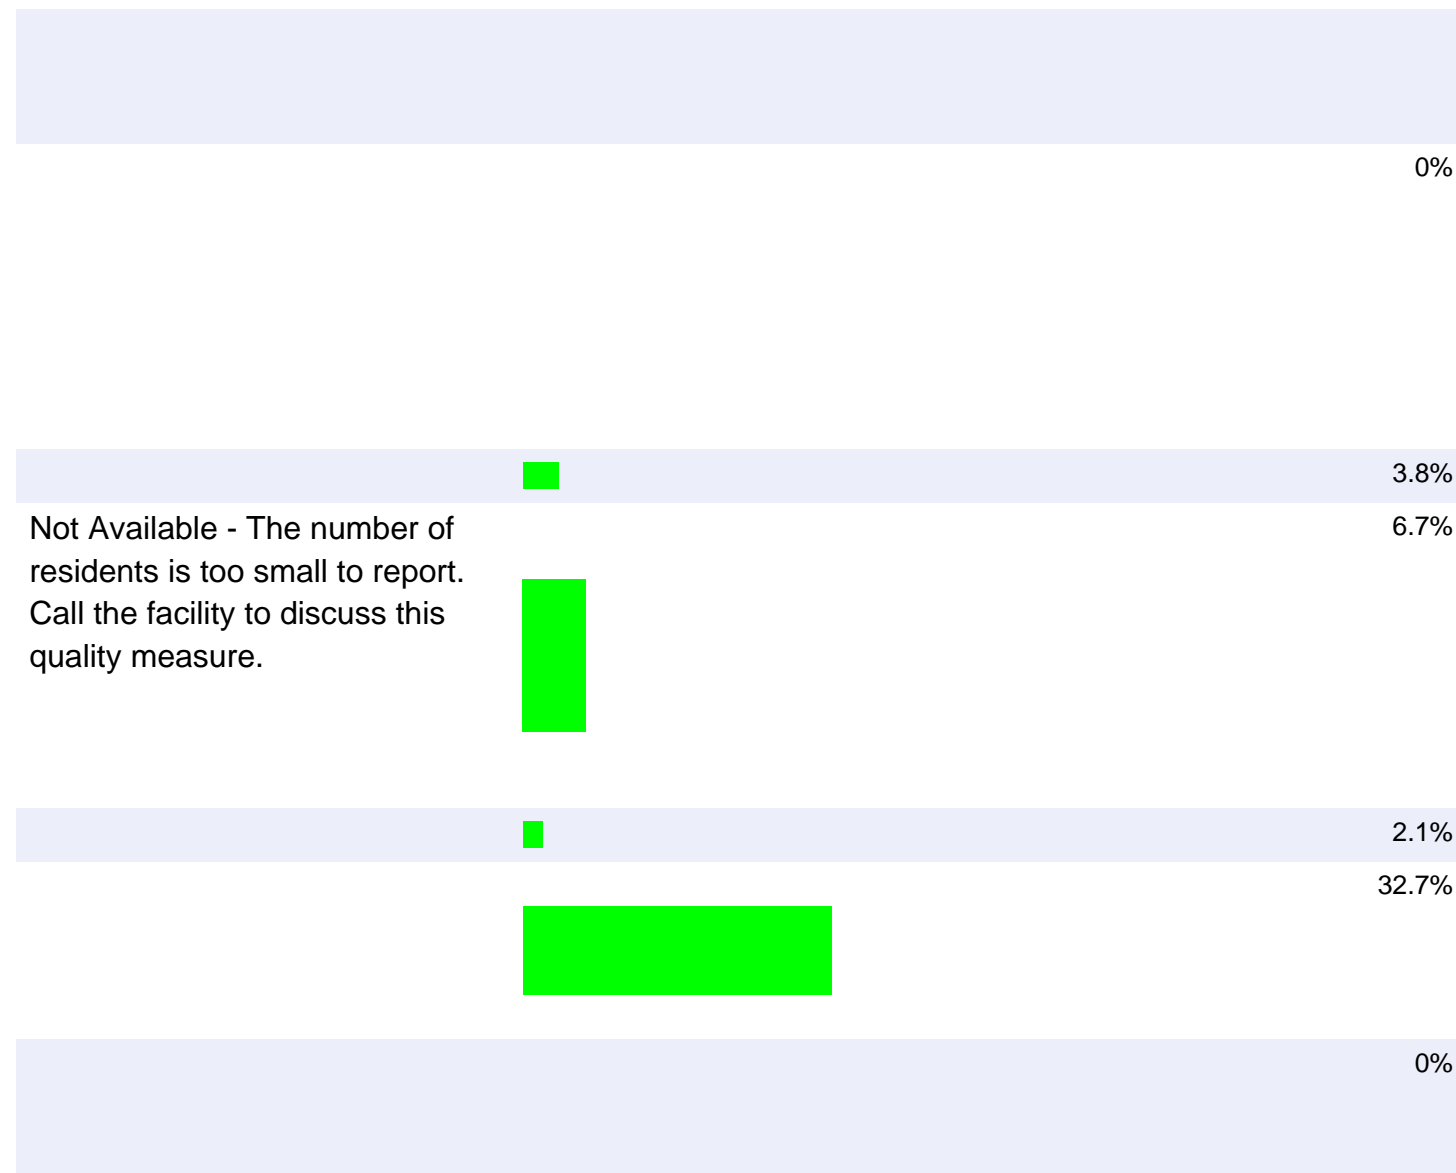 0%
3.8%
Not Available - The number of
residents is too small to report.
Call the facility to discuss this
quality measure.
6.7%
2.1%
32.7%
0%